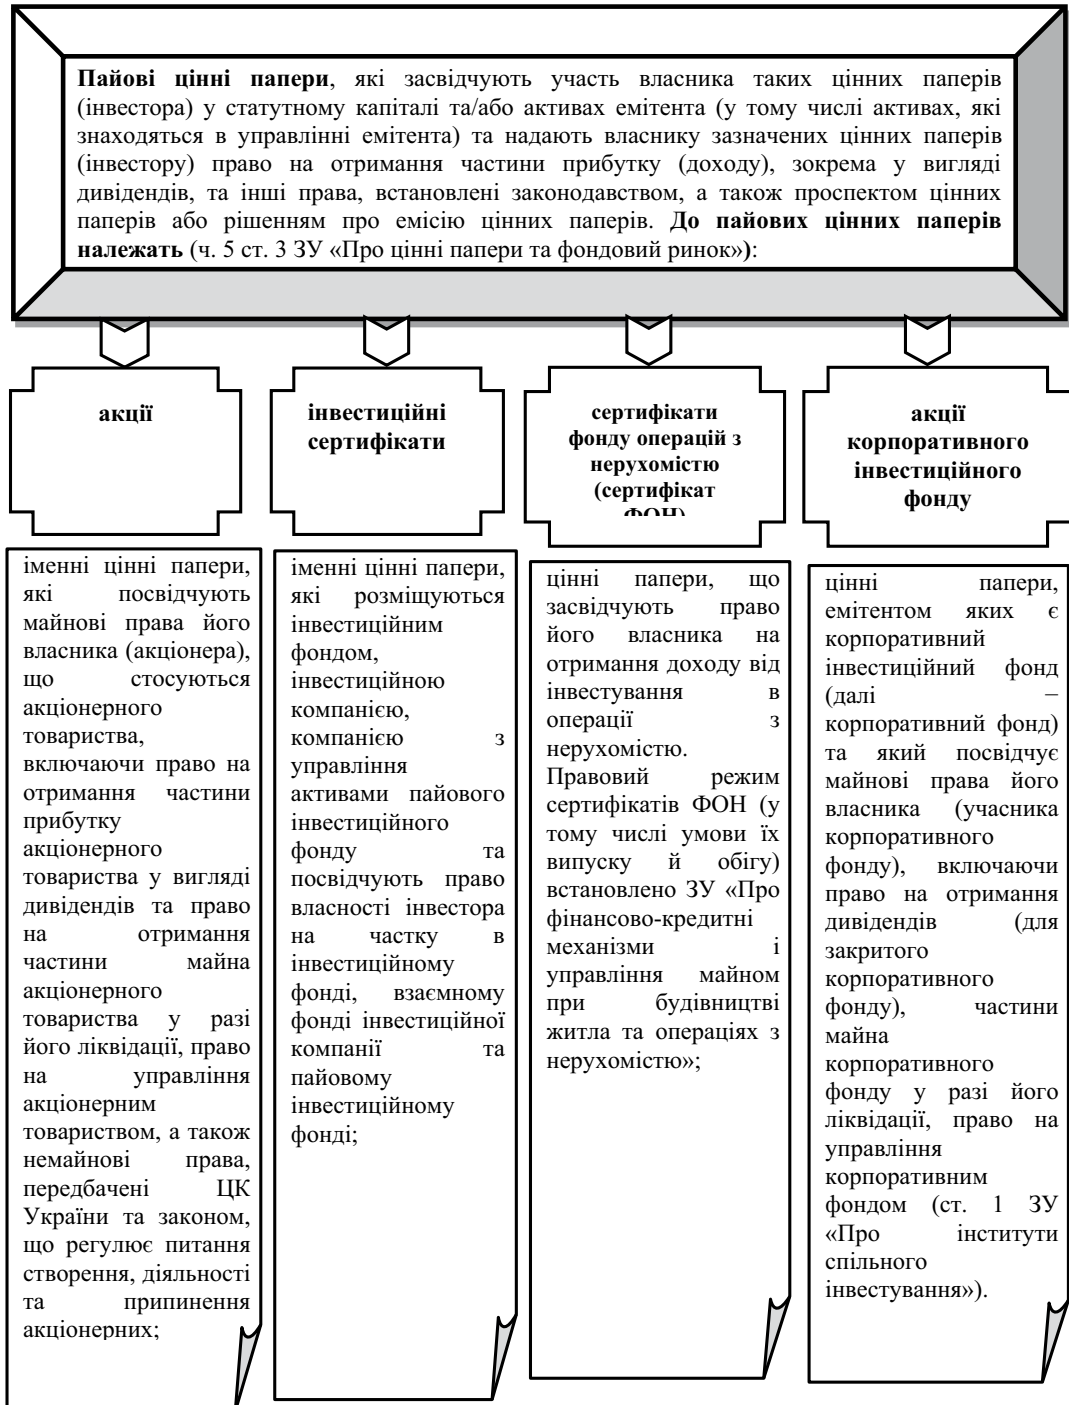 Пайові цінні папери, які засвідчують участь власника таких цінних паперів
(інвестора) у статутному капіталі та/або активах емітента (у тому числі активах, які
знаходяться в управлінні емітента) та надають власнику зазначених цінних паперів
(інвестору) право на отримання частини прибутку (доходу), зокрема у вигляді
дивідендів, та інші права, встановлені законодавством, а також проспектом цінних
паперів або рішенням про емісію цінних паперів. До пайових цінних паперів
належать (ч. 5 ст. 3 ЗУ «Про цінні папери та фондовий ринок»):
акції
інвестиційні
сертифікати
сертифікати
фонду операцій з
нерухомістю
(сертифікат
ФОН)
акції
корпоративного
інвестиційного
фонду
іменні цінні папери,
які посвідчують
майнові права його
власника (акціонера),
що стосуються
акціонерного
товариства,
включаючи право на
отримання частини
прибутку
акціонерного
товариства у вигляді
дивідендів та право
на отримання
частини майна
акціонерного
товариства у разі
його ліквідації, право
на управління
акціонерним
товариством, а також
немайнові права,
передбачені ЦК
України та законом,
що регулює питання
створення, діяльності
та припинення
акціонерних;
іменні цінні папери,
які розміщуються
інвестиційним
фондом,
інвестиційною
компанією,
компанією з
управління
активами пайового
інвестиційного
фонду та
посвідчують право
власності інвестора
на частку в
інвестиційному
фонді, взаємному
фонді інвестиційної
компанії та
пайовому
інвестиційному
фонді;
цінні папери, що
засвідчують право
його власника на
отримання доходу від
інвестування в
операції з
нерухомістю.
Правовий режим
сертифікатів ФОН (у
тому числі умови їх
випуску й обігу)
встановлено ЗУ «Про
фінансово-кредитні
механізми і
управління майном
при будівництві
житла та операціях з
нерухомістю»;
цінні папери,
емітентом яких є
корпоративний
інвестиційний фонд
(далі –
корпоративний фонд)
та який посвідчує
майнові права його
власника (учасника
корпоративного
фонду), включаючи
право на отримання
дивідендів (для
закритого
корпоративного
фонду), частини
майна
корпоративного
фонду у разі його
ліквідації, право на
управління
корпоративним
фондом (ст. 1 ЗУ
«Про інститути
спільного
інвестування»).